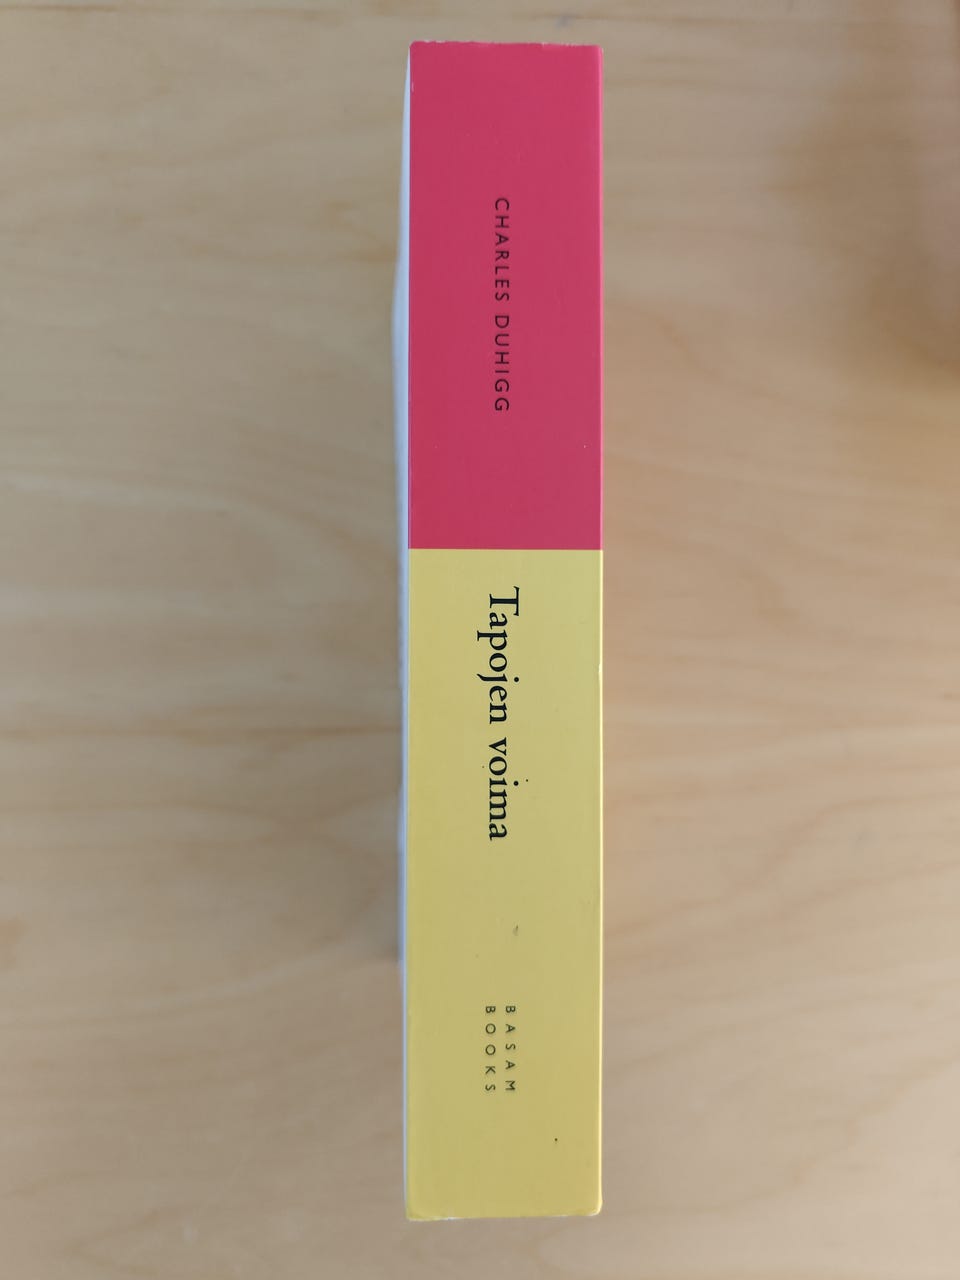 CHARLES DUHIGG
Tapojen voima
BASAM
BOOKS